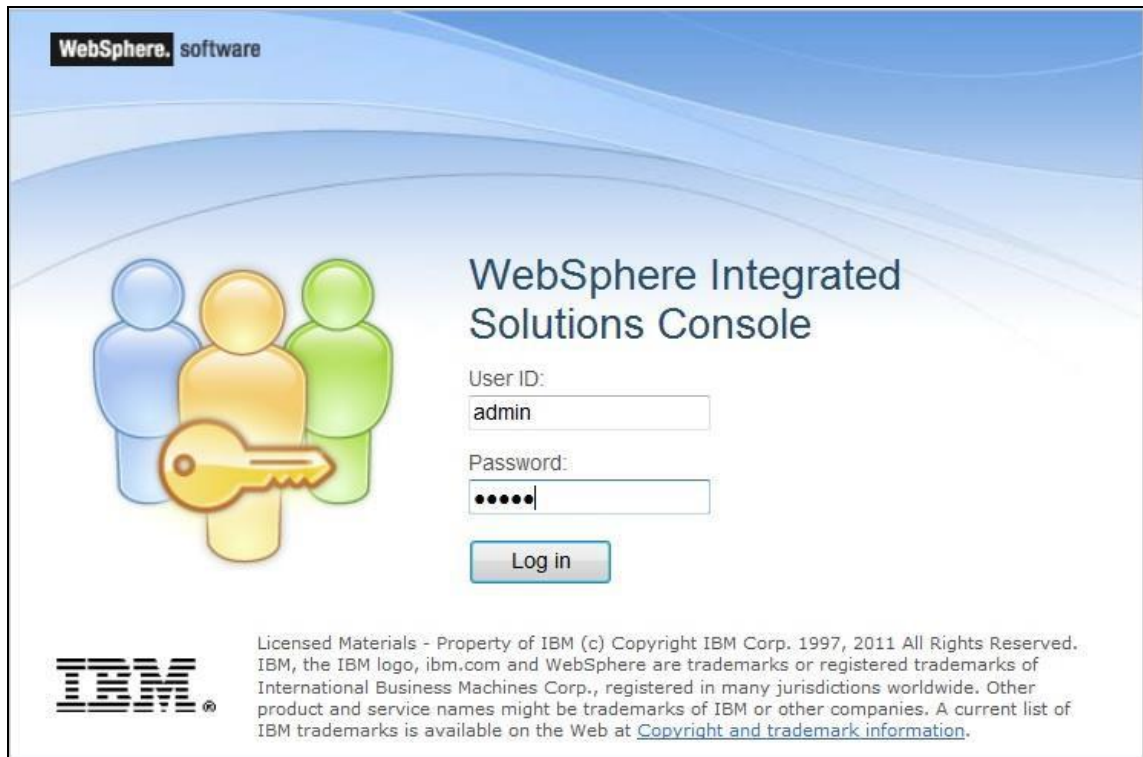 WebSphere. software
WebSphere Integrated
Solutions Console
User ID:
admin
Password:
•••••
Log in
Licensed Materials - Property of IBM (c) Copyright IBM Corp. 1997, 2011 All Rights Reserved.
IBM, the IBM logo, ibm.com and WebSphere are trademarks or registered trademarks of
International Business Machines Corp., registered in many jurisdictions worldwide. Other
product and service names might be trademarks of IBM or other companies. A current list of
IBM trademarks is available on the Web at Copyright and trademark information.
IBM®